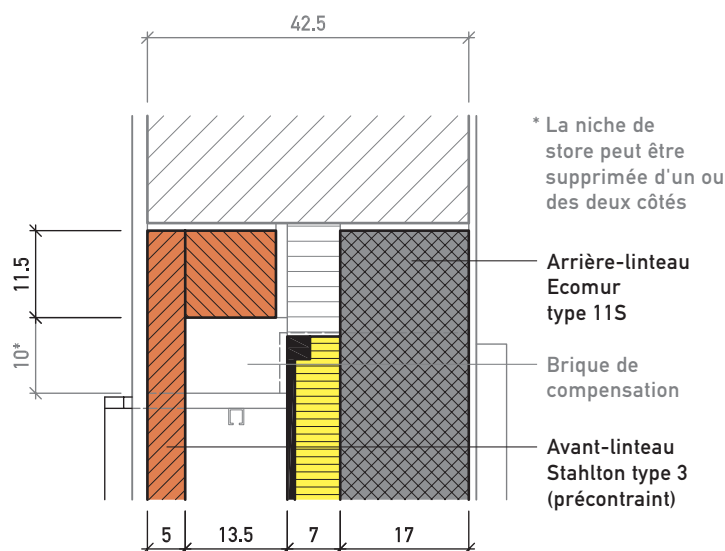 42.5
* La niche de
store peut être
supprimée d'un ou
des deux côtés
11.5
Arrière-linteau
Ecomur
type 11S
10*
Brique de
compensation
Avant-linteau
Stahlton type 3
(précontraint)
5 13.5 7 17